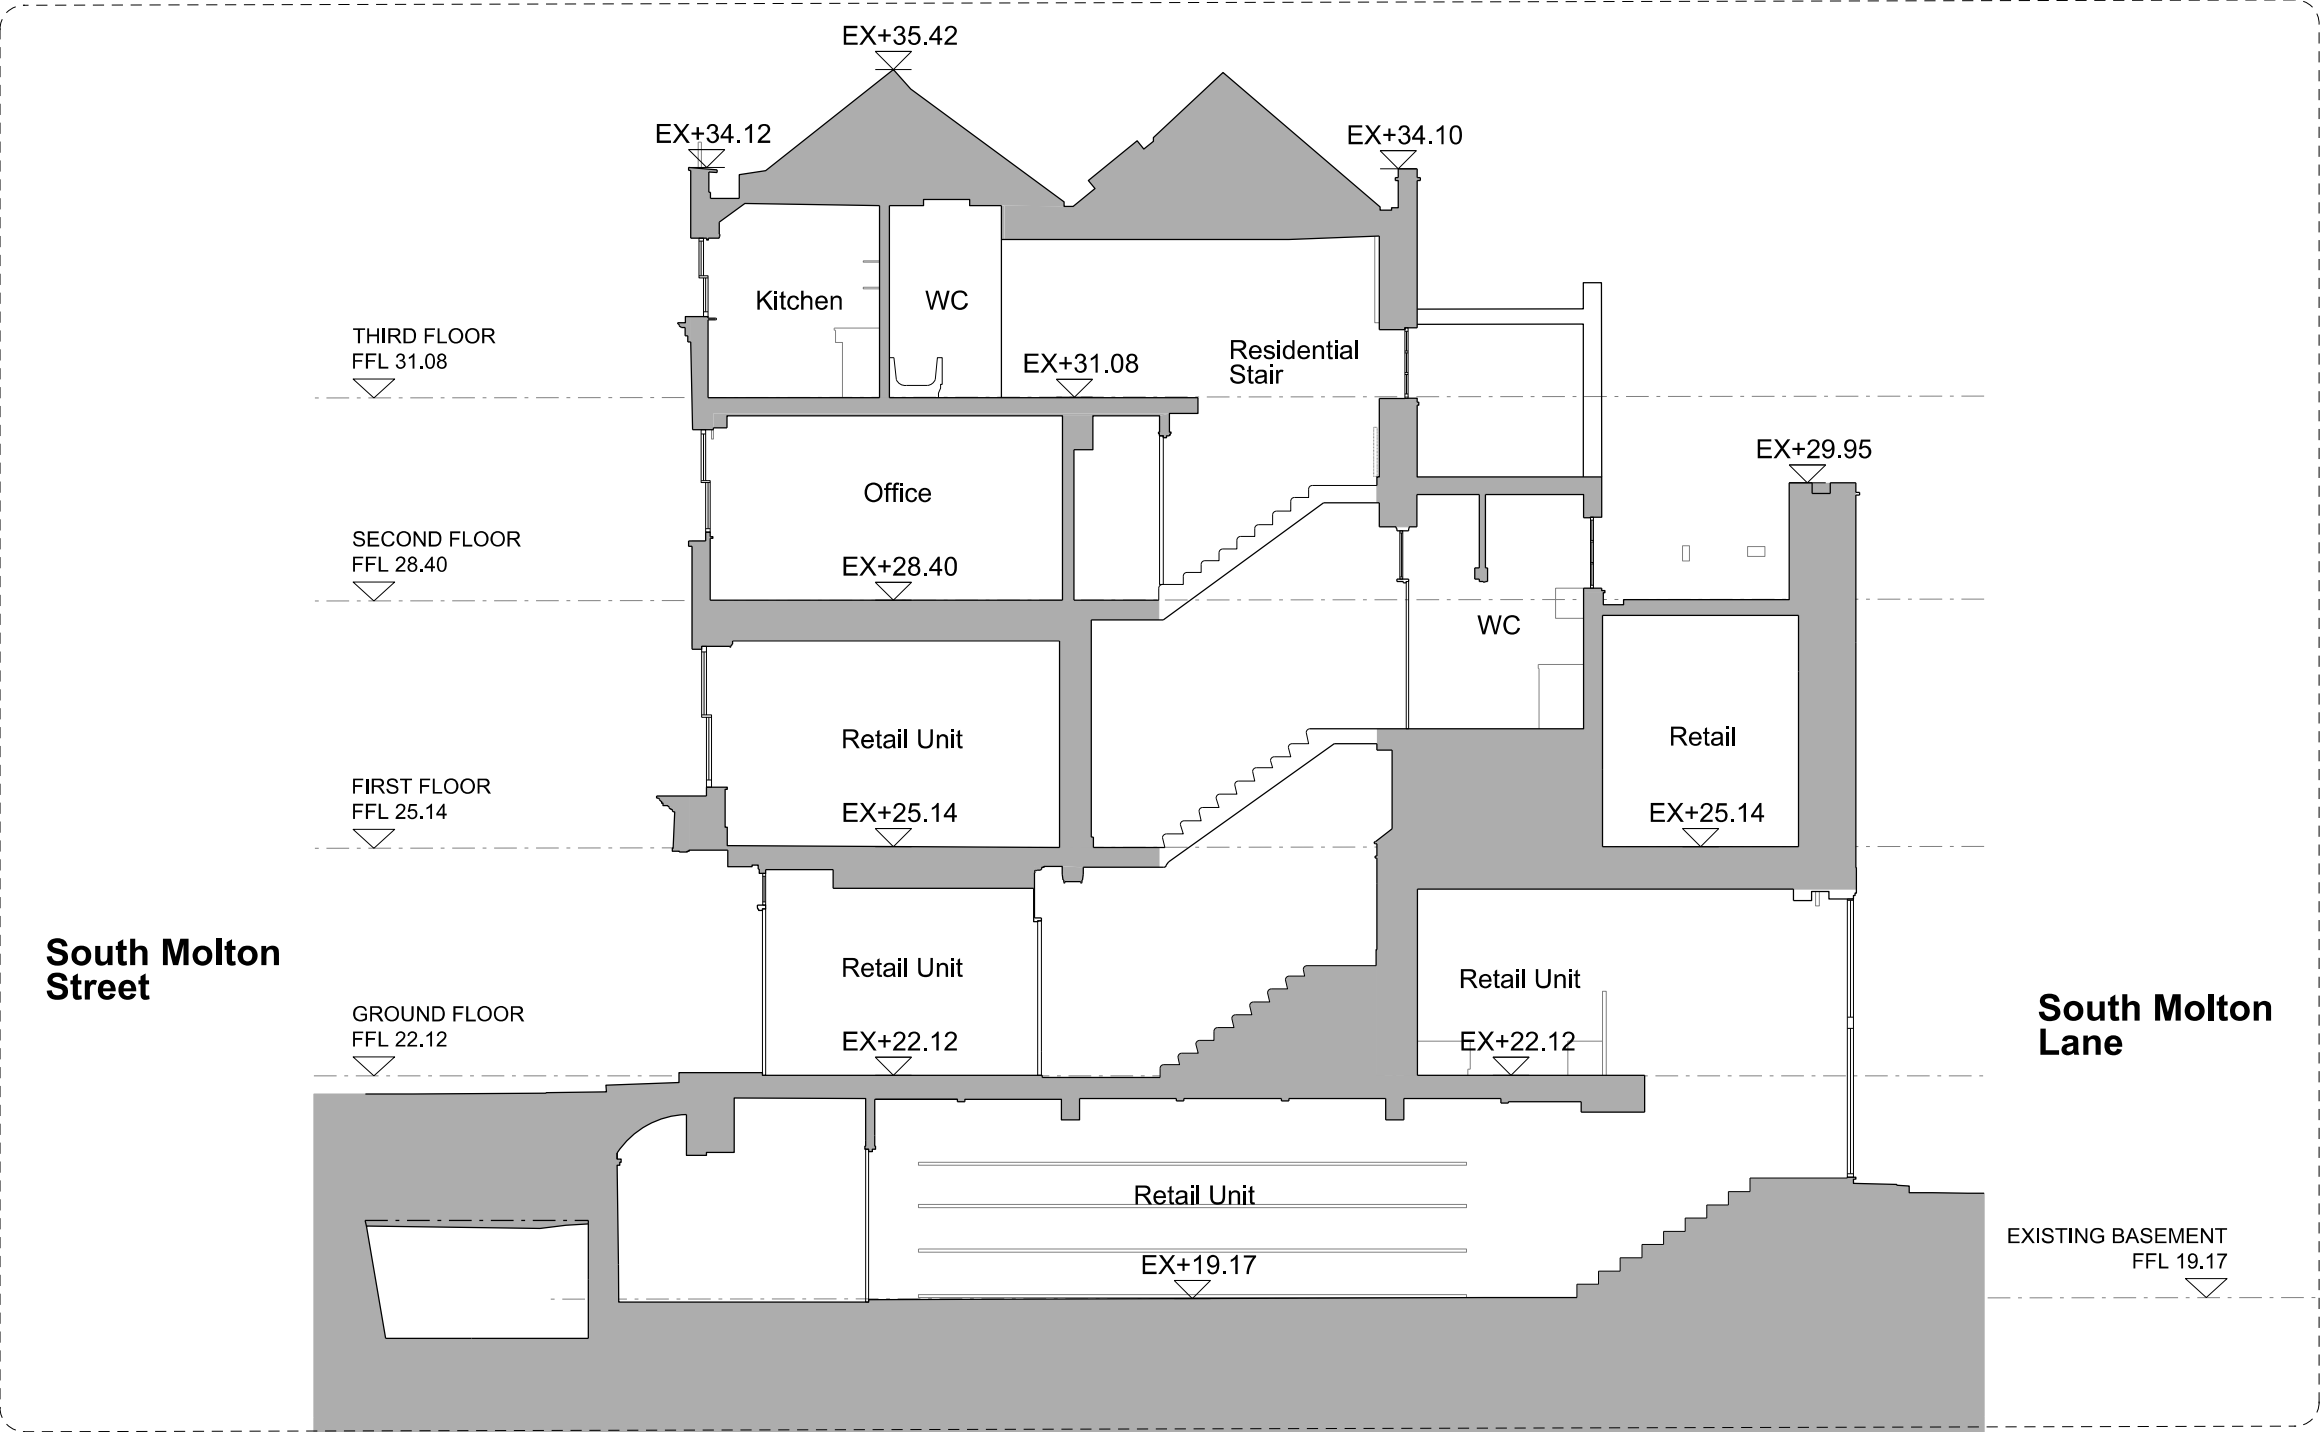 EX+35.42
EX+34.12
EX+34.10
Kitchen
WC
THIRD FLOOR
FFL 31.08
EX+31.08
Residential
Stair
EX+29.95
Office
SECOND FLOOR
FFL 28.40
EX+28.40
WC
Retail Unit
Retail
FIRST FLOOR
FFL 25.14
EX+25.14
EX+25.14
South Molton
Street
Retail Unit
Retail Unit
South Molton
Lane
GROUND FLOOR
FFL 22.12
EX+22.12
EX+22.12
Retail Unit
EXISTING BASEMENT
FFL 19.17
EX+19.17